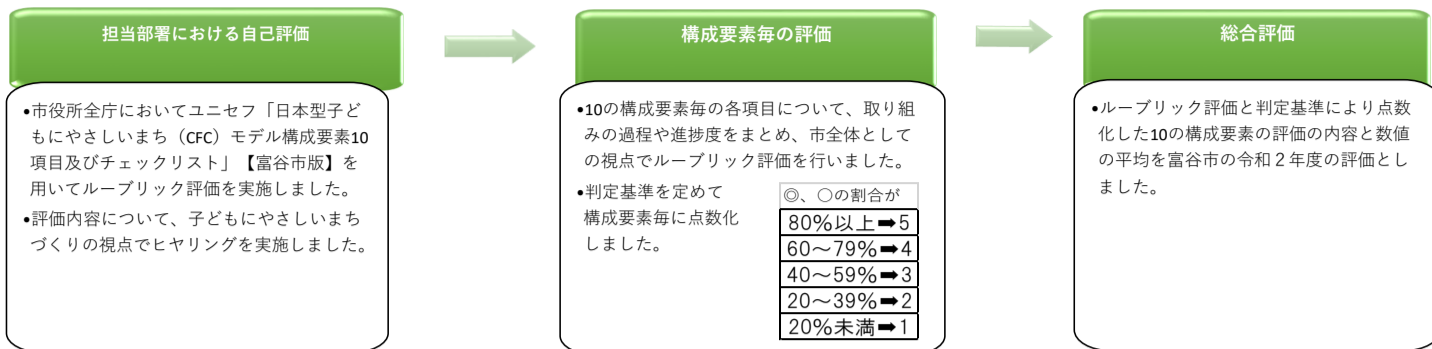 担当部署における自己評価
•市役所全庁においてユニセフ「日本型子ど
もにやさしいまち（CFC）モデル構成要素10
項目及びチェックリスト」【富谷市版】を
用いてルーブリック評価を実施しました。
•評価内容について、子どもにやさしいまち
づくりの視点でヒヤリングを実施しました。
構成要素毎の評価
•10の構成要素毎の各項目について、取り組
みの過程や進捗度をまとめ、市全体として
の視点でルーブリック評価を行いました。
•判定基準を定めて
構成要素毎に点数化
しました。
◎、○の割合が
80%以上➡5
60～79%➡4
40～59%➡3
20～39%➡2
20%未満➡1
総合評価
•ルーブリック評価と判定基準により点数
化した10の構成要素の評価の内容と数値
の平均を富谷市の令和２年度の評価とし
ました。